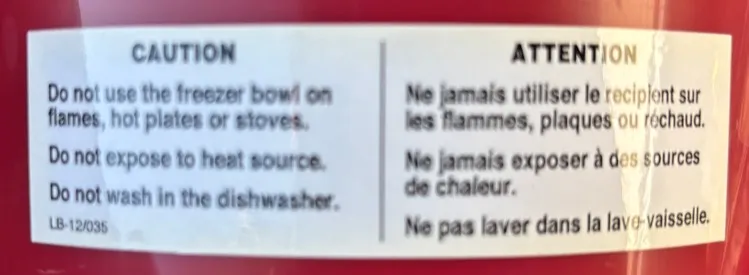 CAUTION
Do not use the freezer bowl on
flames, hot plates or stoves.
Do not expose to heat source.
Do not wash in the dishwasher.
LB-12/035
ATTENTION
Ne jamais utiliser le recipient sur
les flammes, plaques ou réchaud.
Ne jamais exposer à des sources
de chaleur.
Ne pas laver dans la lave-vaisselle.